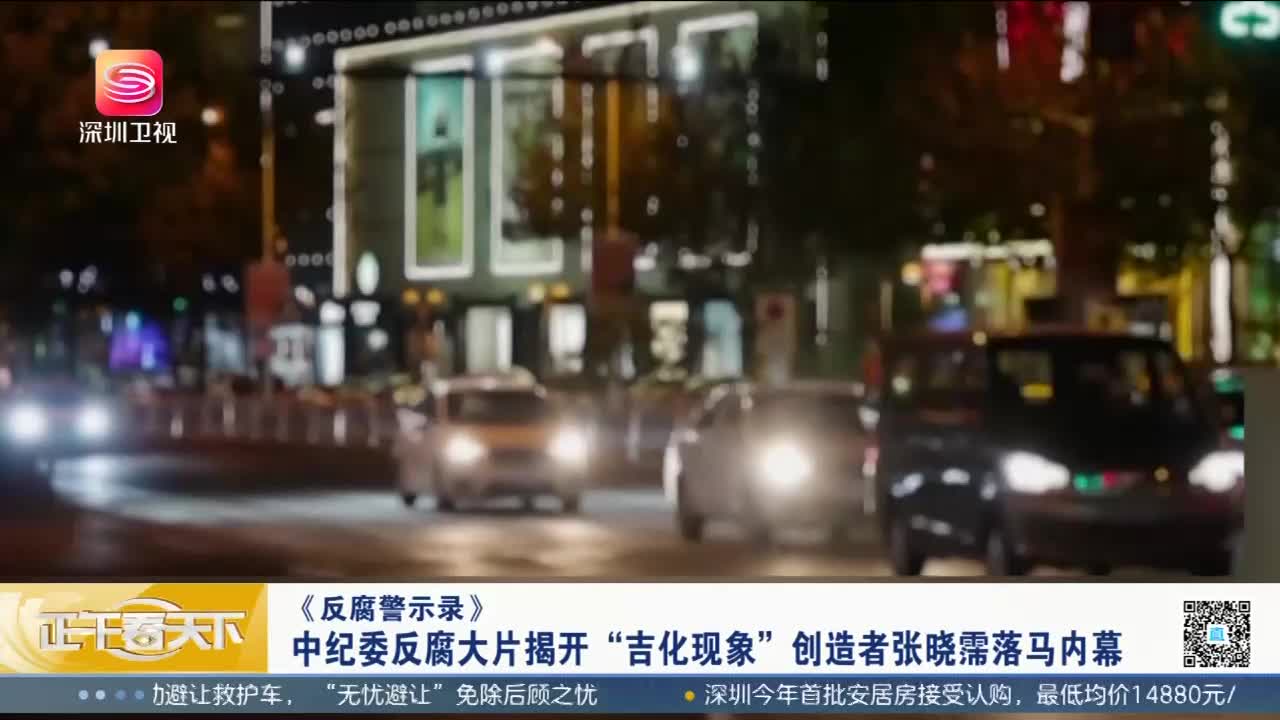 深圳卫视
正午看天下
《反腐警示录》
中纪委反腐大片揭开“吉化现象”创造者张晓霈落马内幕
动避让救护车，“无忧避让”免除后顾之忧
深圳今年首批安居房接受认购，最低均价14880元/